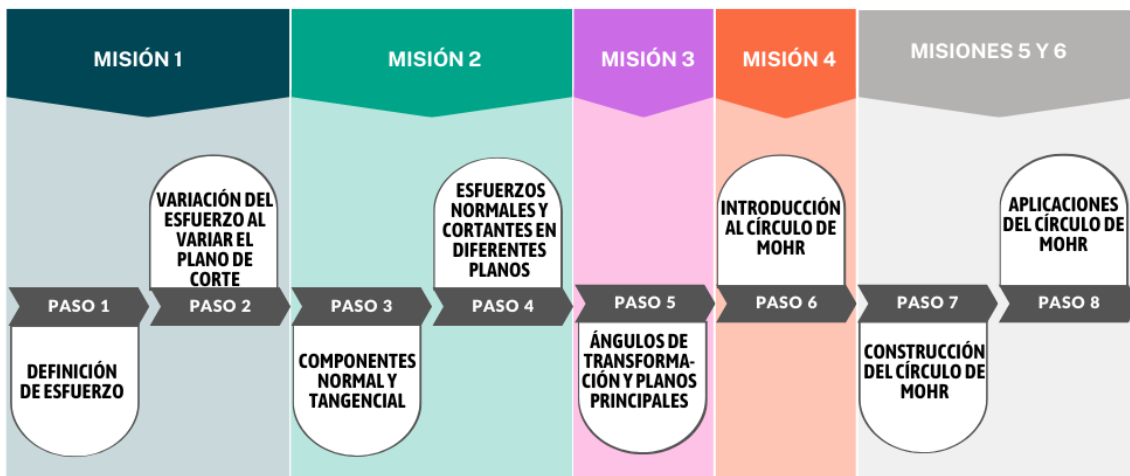 MISIÓN 1
MISIÓN 2
MISIÓN 3
MISIÓN 4
MISIONES 5 Y 6
VARIACIÓN DEL
ESFUERZO AL
VARIAR EL
PLANO DE
CORTE
ESFUERZOS
NORMALES Y
CORTANTES EN
DIFERENTES
PLANOS
INTRODUCCIÓN
AL CÍRCULO DE
MOHR
APLICACIONES
DEL CÍRCULO DE
MOHR
PASO 1
PASO 2
PASO 3
PASO 4
PASO 5
PASO 6
PASO 7
PASO 8
DEFINICIÓN
DE ESFUERZO
COMPONENTES
NORMAL Y
TANGENCIAL
ÁNGULOS DE
TRANSFORMA-
CIÓN Y PLANOS
PRINCIPALES
CONSTRUCCIÓN
DEL CÍRCULO DE
MOHR